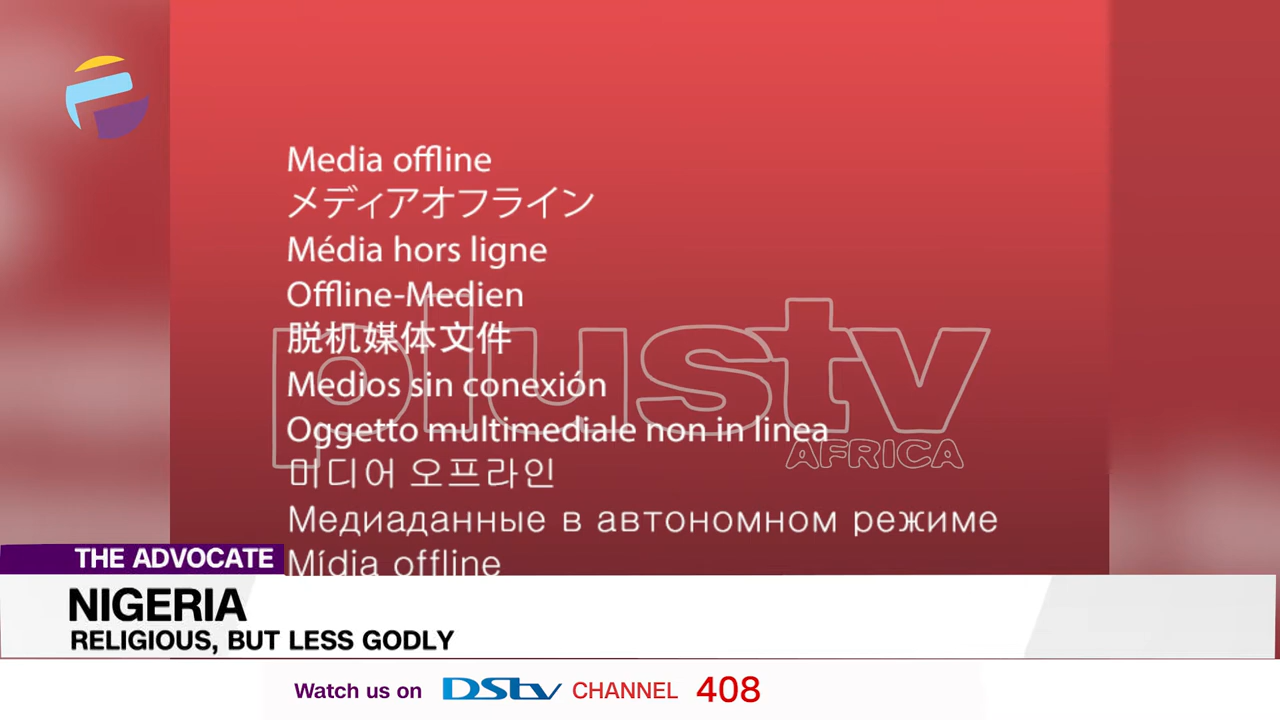 Media offline
メディアオフライン
Média hors ligne
Offline-Medien
脱机媒体文件
Medios sin conexión
Oggetto multimediale non in linea
미디어 오프라인
Медиаданные в автономном режиме
Mídia offline
plustv
AFRICA
THE ADVOCATE
NIGERIA
RELIGIOUS, BUT LESS GODLY
Watch us on DStv CHANNEL 408